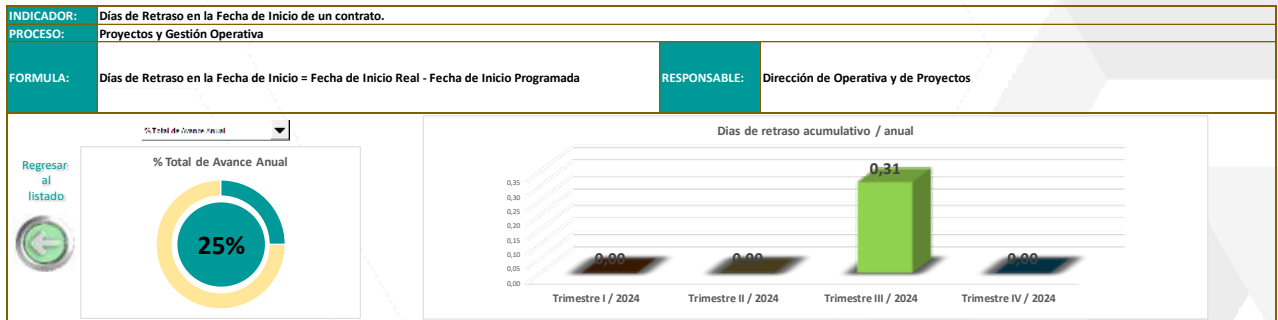 INDICADOR: Días de Retraso en la Fecha de Inicio de un contrato.
PROCESO: Proyectos y Gestión Operativa
FORMULA: Días de Retraso en la Fecha de Inicio = Fecha de Inicio Real - Fecha de Inicio Programada RESPONSABLE: Dirección de Operativa y de Proyectos
% Total de Avance Anual
Regresar
al
listado
% Total de Avance Anual
25%
Dias de retraso acumulativo / anual
0,35
0,30
0,25
0,20
0,15
0,10
0,05
0,00
0,00
0,00
0,31
0,00
Trimestre I / 2024
Trimestre II / 2024
Trimestre III / 2024
Trimestre IV / 2024